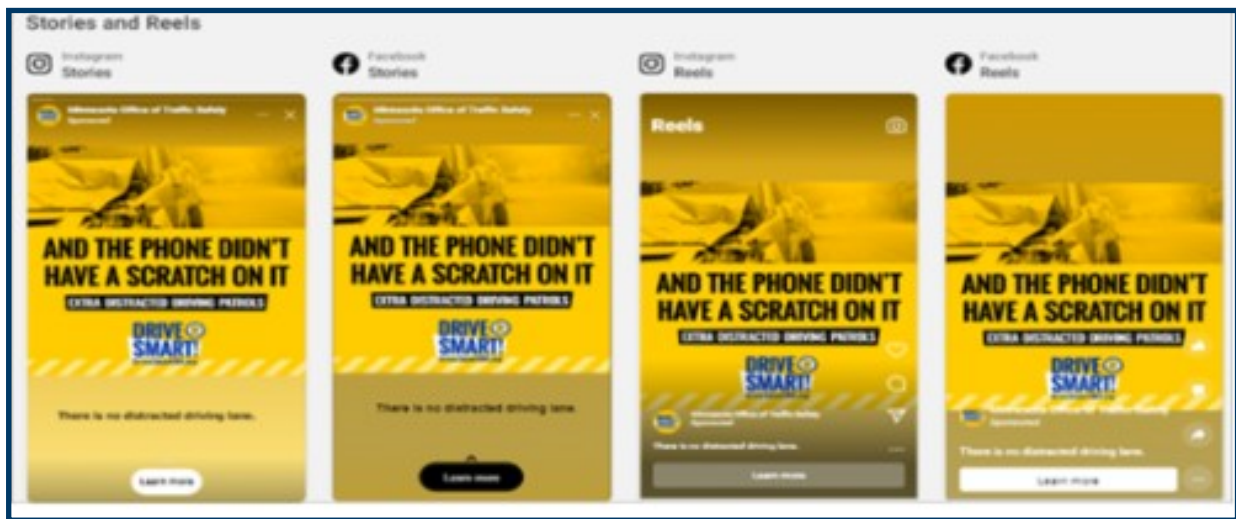 Stories and Reels
Instagram
Stories
Facebook
Stories
Instagram
Reels
Facebook
Reels
Minnesota Office of Traffic Safety
Sponsored
AND THE PHONE DIDN'T
HAVE A SCRATCH ON IT
EXTRA DISTRACTED DRIVING PATROLS
DRIVE
SMART!
There is no distracted driving lane.
Learn more
Minnesota Office of Traffic Safety
Sponsored
AND THE PHONE DIDN'T
HAVE A SCRATCH ON IT
EXTRA DISTRACTED DRIVING PATROLS
DRIVE
SMART!
There is no distracted driving lane.
Learn more
Reels
AND THE PHONE DIDN'T
HAVE A SCRATCH ON IT
EXTRA DISTRACTED DRIVING PATROLS
DRIVE
SMART!
Minnesota Office of Traffic Safety
Sponsored
There is no distracted driving lane.
Learn more
AND THE PHONE DIDN'T
HAVE A SCRATCH ON IT
EXTRA DISTRACTED DRIVING PATROLS
DRIVE
SMART!
Minnesota Office of Traffic Safety
Sponsored
There is no distracted driving lane.
Learn more